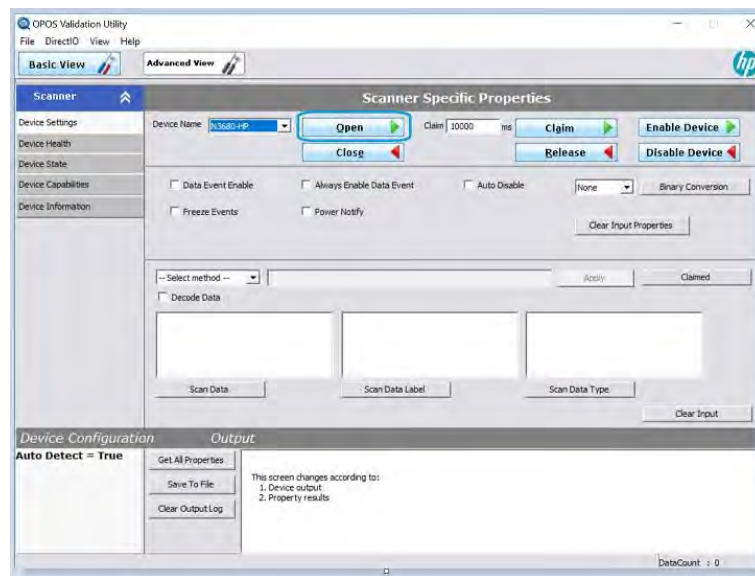 OPOS Validation Utility
File DirectIO View Help
Basic View
Advanced View
hp
Scanner
Scanner Specific Properties
Device Settings
Device Health
Device State
Device Capabilities
Device Information
Device Name N3680-HP
Open
Claim 10000 ms
Claim
Enable Device
Close
Release
Disable Device
Data Event Enable
Always Enable Data Event
Auto Disable
None
Binary Conversion
Freeze Events
Power Notify
Clear Input Properties
-- Select method --
Apply
Claimed
Decode Data
Scan Data
Scan Data Label
Scan Data Type
Clear Input
Device Configuration
Output
Auto Detect = True
Get All Properties
Save To File
Clear Output Log
This screen changes according to:
1. Device output
2. Property results
DataCount : 0